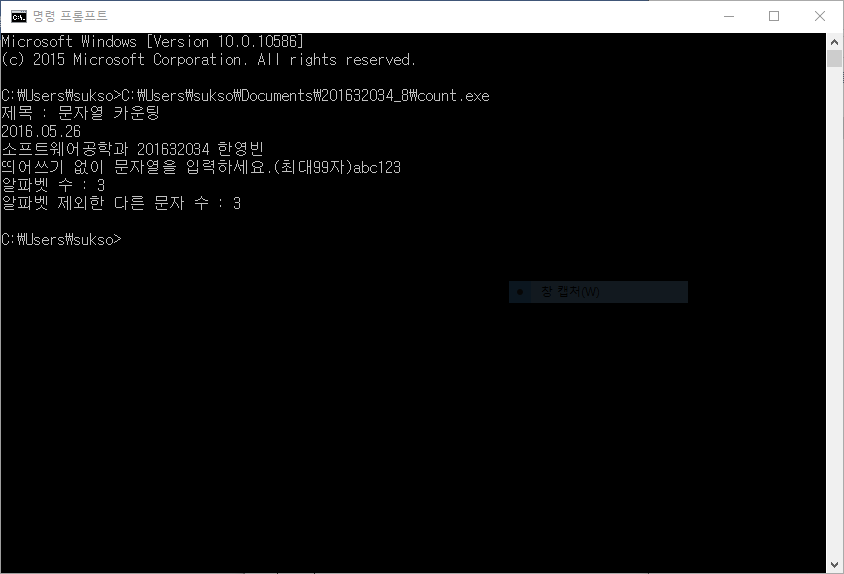 명령 프롬프트
Microsoft Windows [Version 10.0.10586]
(c) 2015 Microsoft Corporation. All rights reserved.
C:₩Users₩sukso>C:₩Users₩sukso₩Documents₩201632034_8₩count.exe
제목 : 문자열 카운팅
2016.05.26
소프트웨어공학과 201632034 한영빈
띄어쓰기 없이 문자열을 입력하세요.(최대99자)abc123
알파벳 수 : 3
알파벳 제외한 다른 문자 수 : 3
C:₩Users₩sukso>
창 캡처(W)